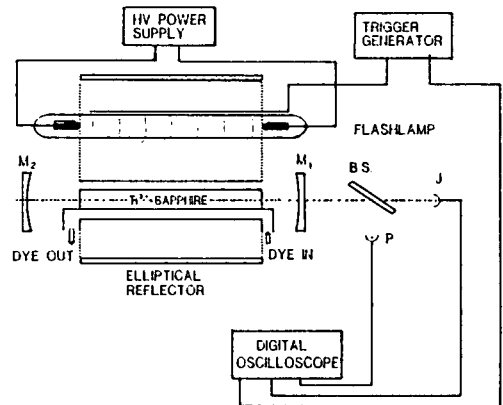 HV POWER
SUPPLY
TRIGGER
GENERATOR
FLASHLAMP
M₂
M₁
B.S.
J
Ti³⁺:SAPPHIRE
P
DYE OUT
DYE IN
ELLIPTICAL
REFLECTOR
DIGITAL
OSCILLOSCOPE